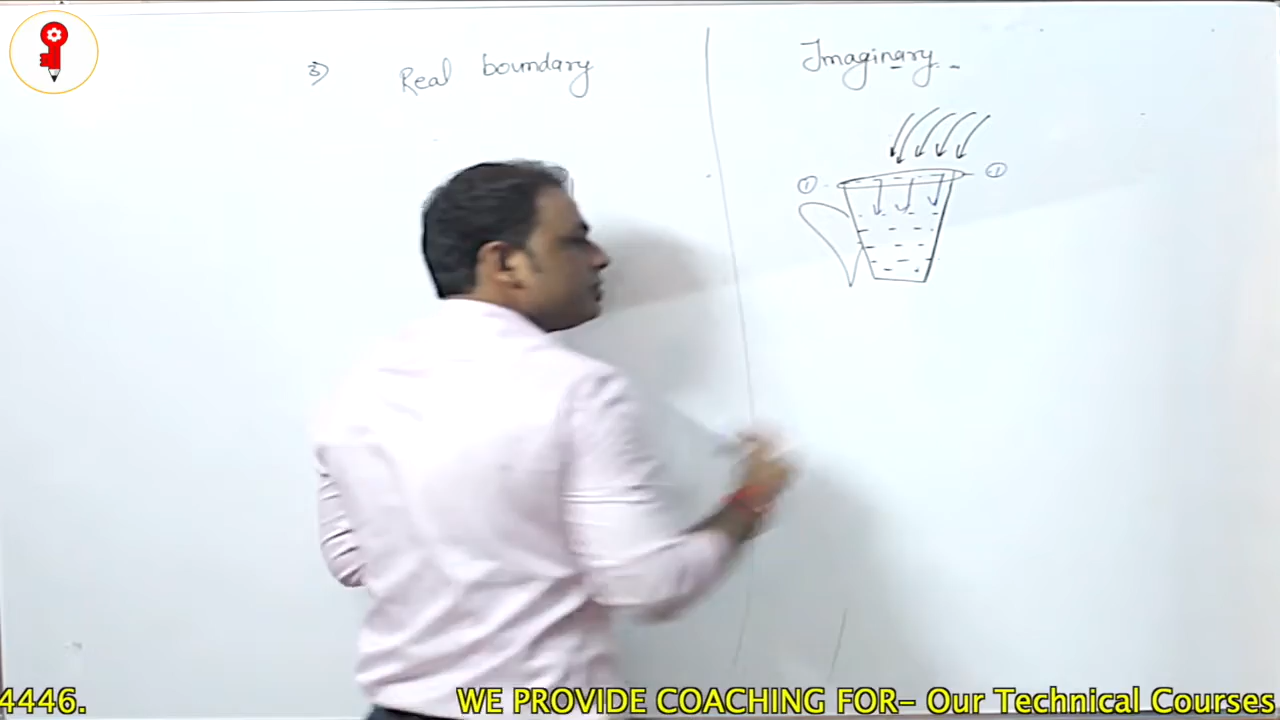 3) Real boundary
Imaginary
① ①
4446. WE PROVIDE COACHING FOR– Our Technical Courses